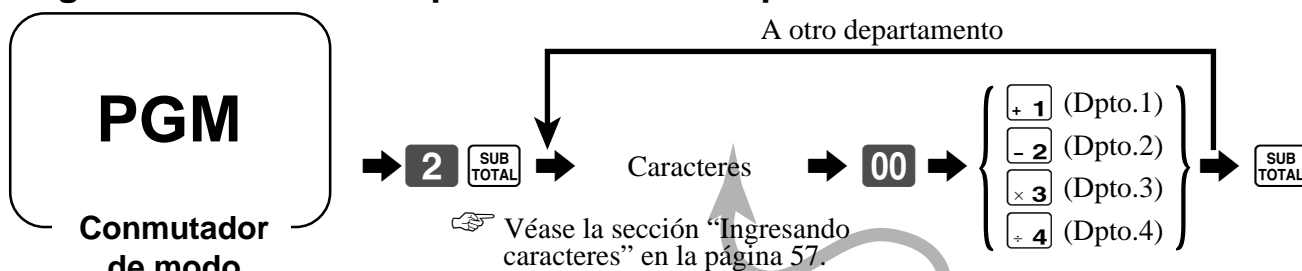 A otro departamento
PGM
Conmutador
de modo
2 SUB TOTAL Caracteres 00
+ 1 (Dpto.1)
- 2 (Dpto.2)
× 3 (Dpto.3)
÷ 4 (Dpto.4)
SUB TOTAL
Véase la sección “Ingresando
caracteres” en la página 57.